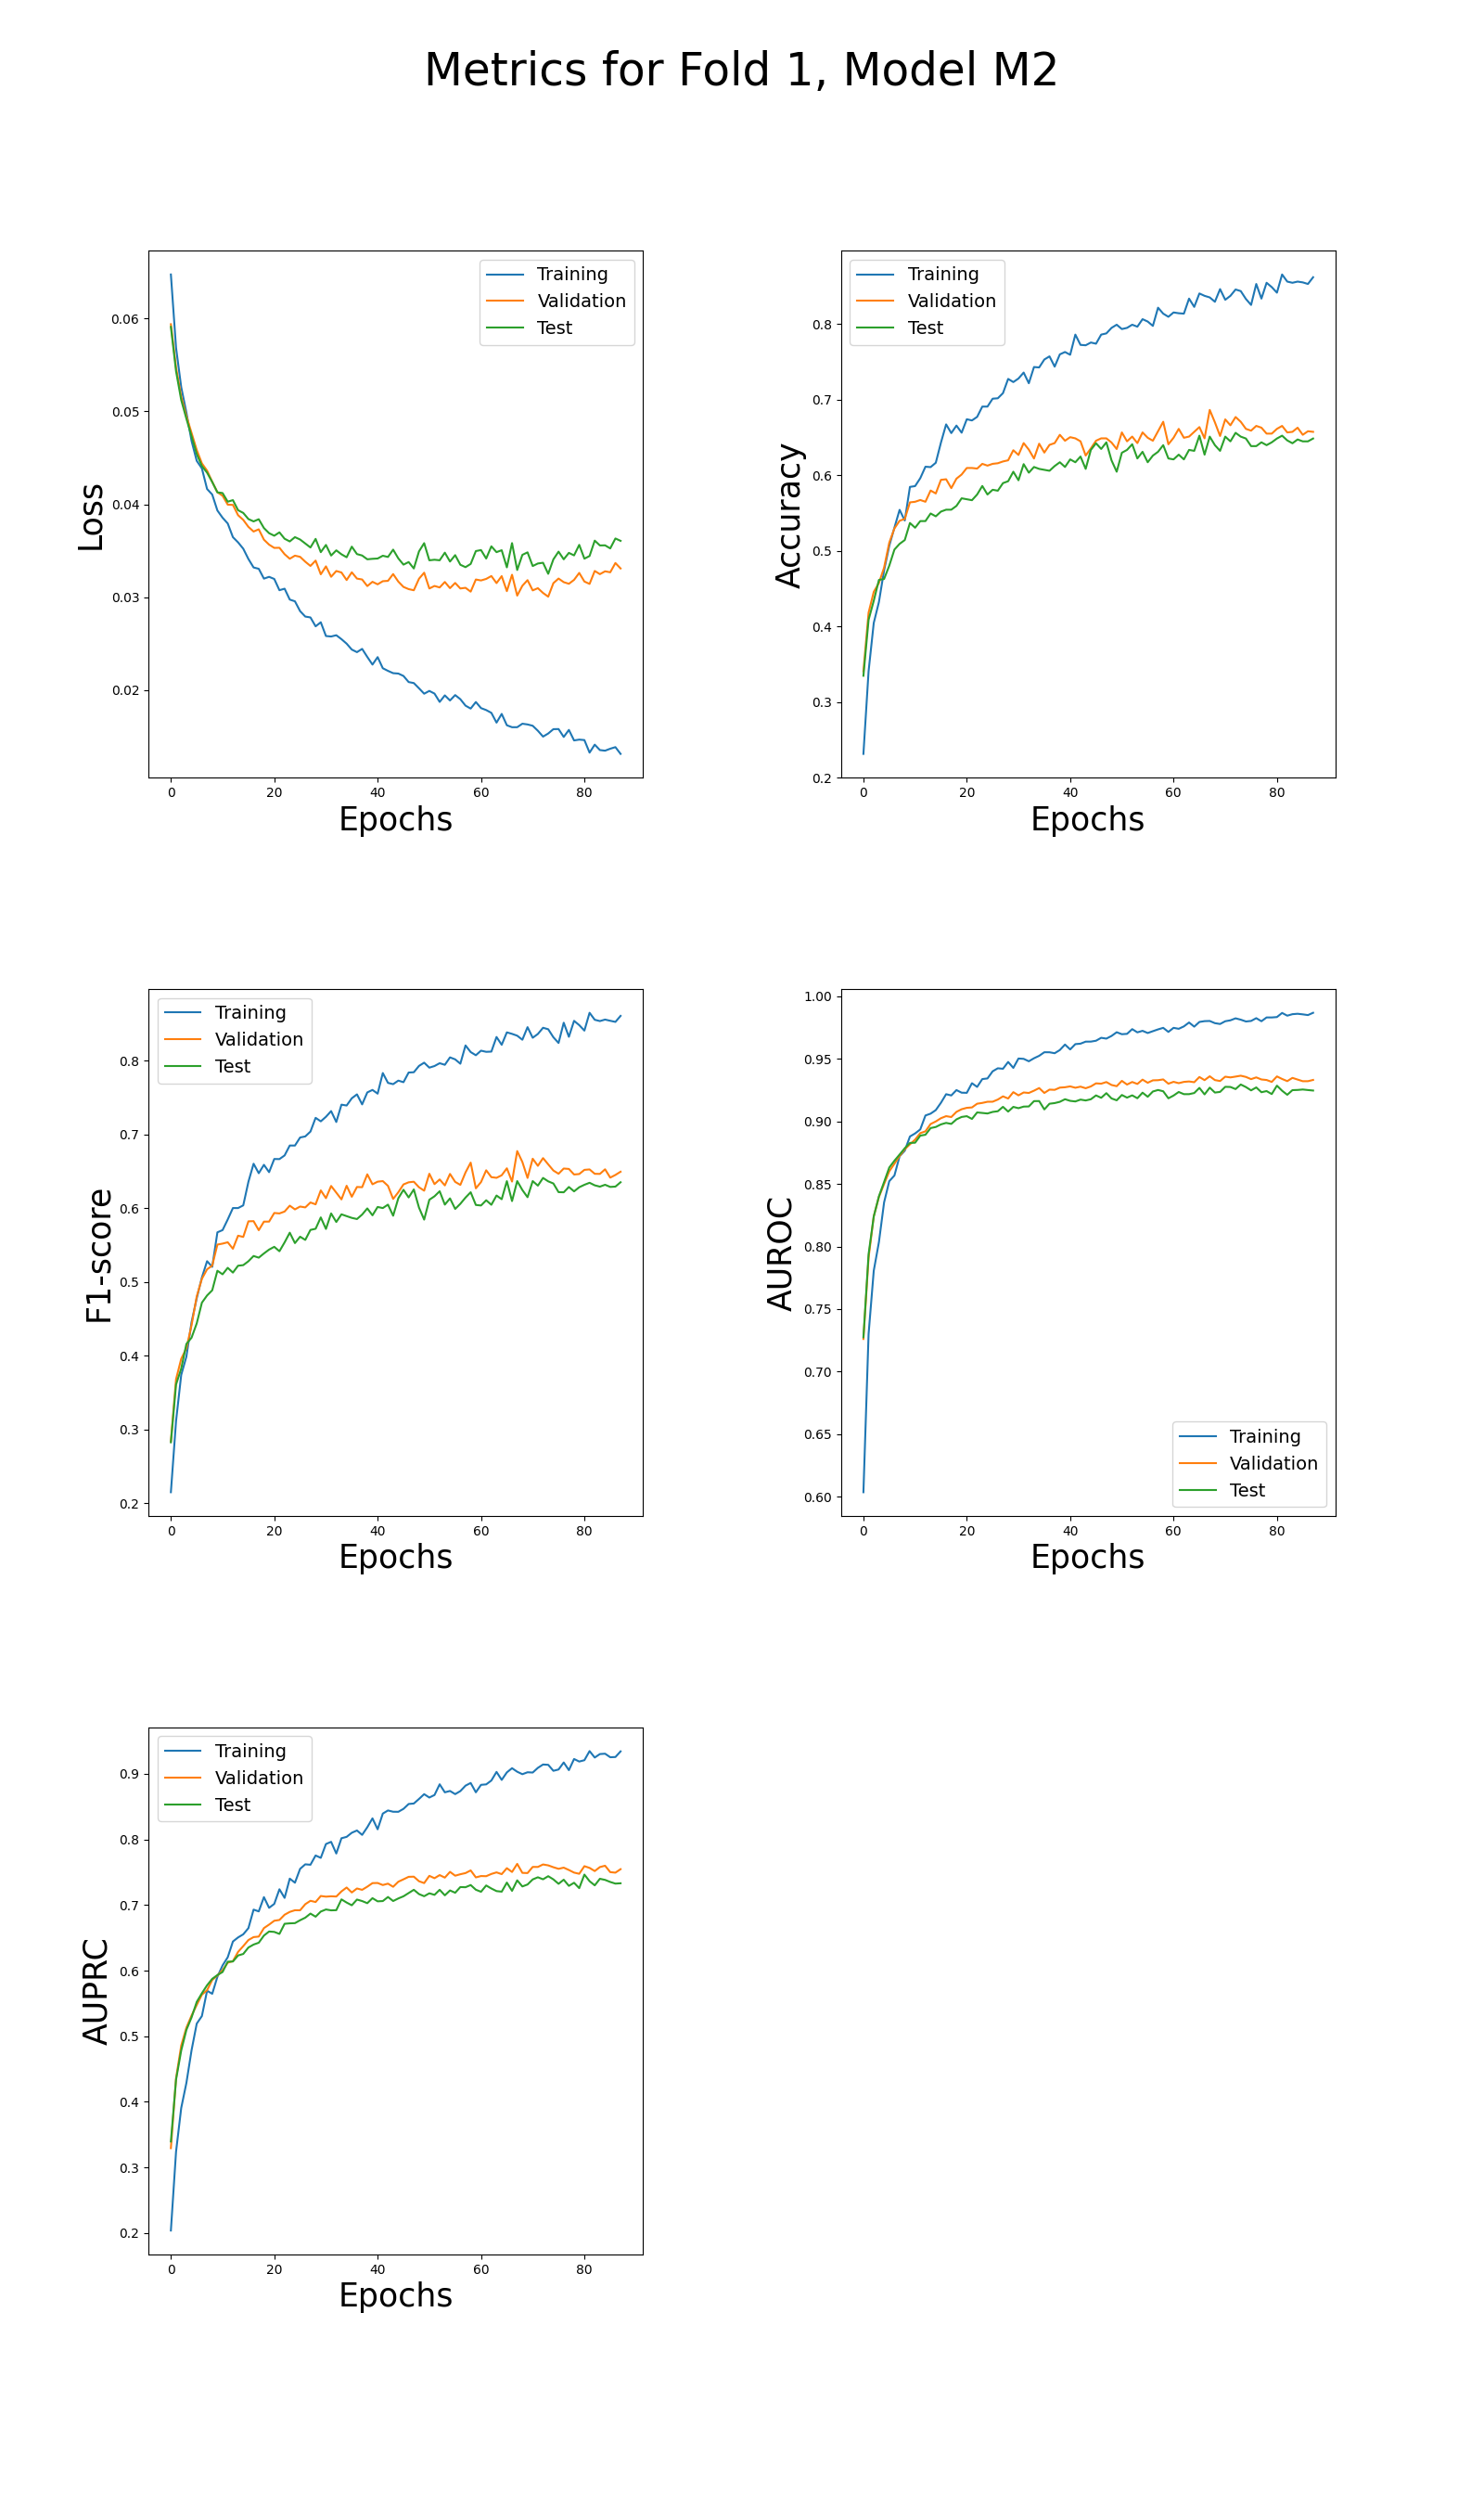 Metrics for Fold 1, Model M2
Loss
0.06
0.05
0.04
0.03
0.02
Training
Validation
Test
0 20 40 60 80
Epochs
Accuracy
0.8
0.7
0.6
0.5
0.4
0.3
0.2
Training
Validation
Test
0 20 40 60 80
Epochs
F1-score
0.8
0.7
0.6
0.5
0.4
0.3
0.2
Training
Validation
Test
0 20 40 60 80
Epochs
AUROC
1.00
0.95
0.90
0.85
0.80
0.75
0.70
0.65
0.60
Training
Validation
Test
0 20 40 60 80
Epochs
AUPRC
0.9
0.8
0.7
0.6
0.5
0.4
0.3
0.2
Training
Validation
Test
0 20 40 60 80
Epochs